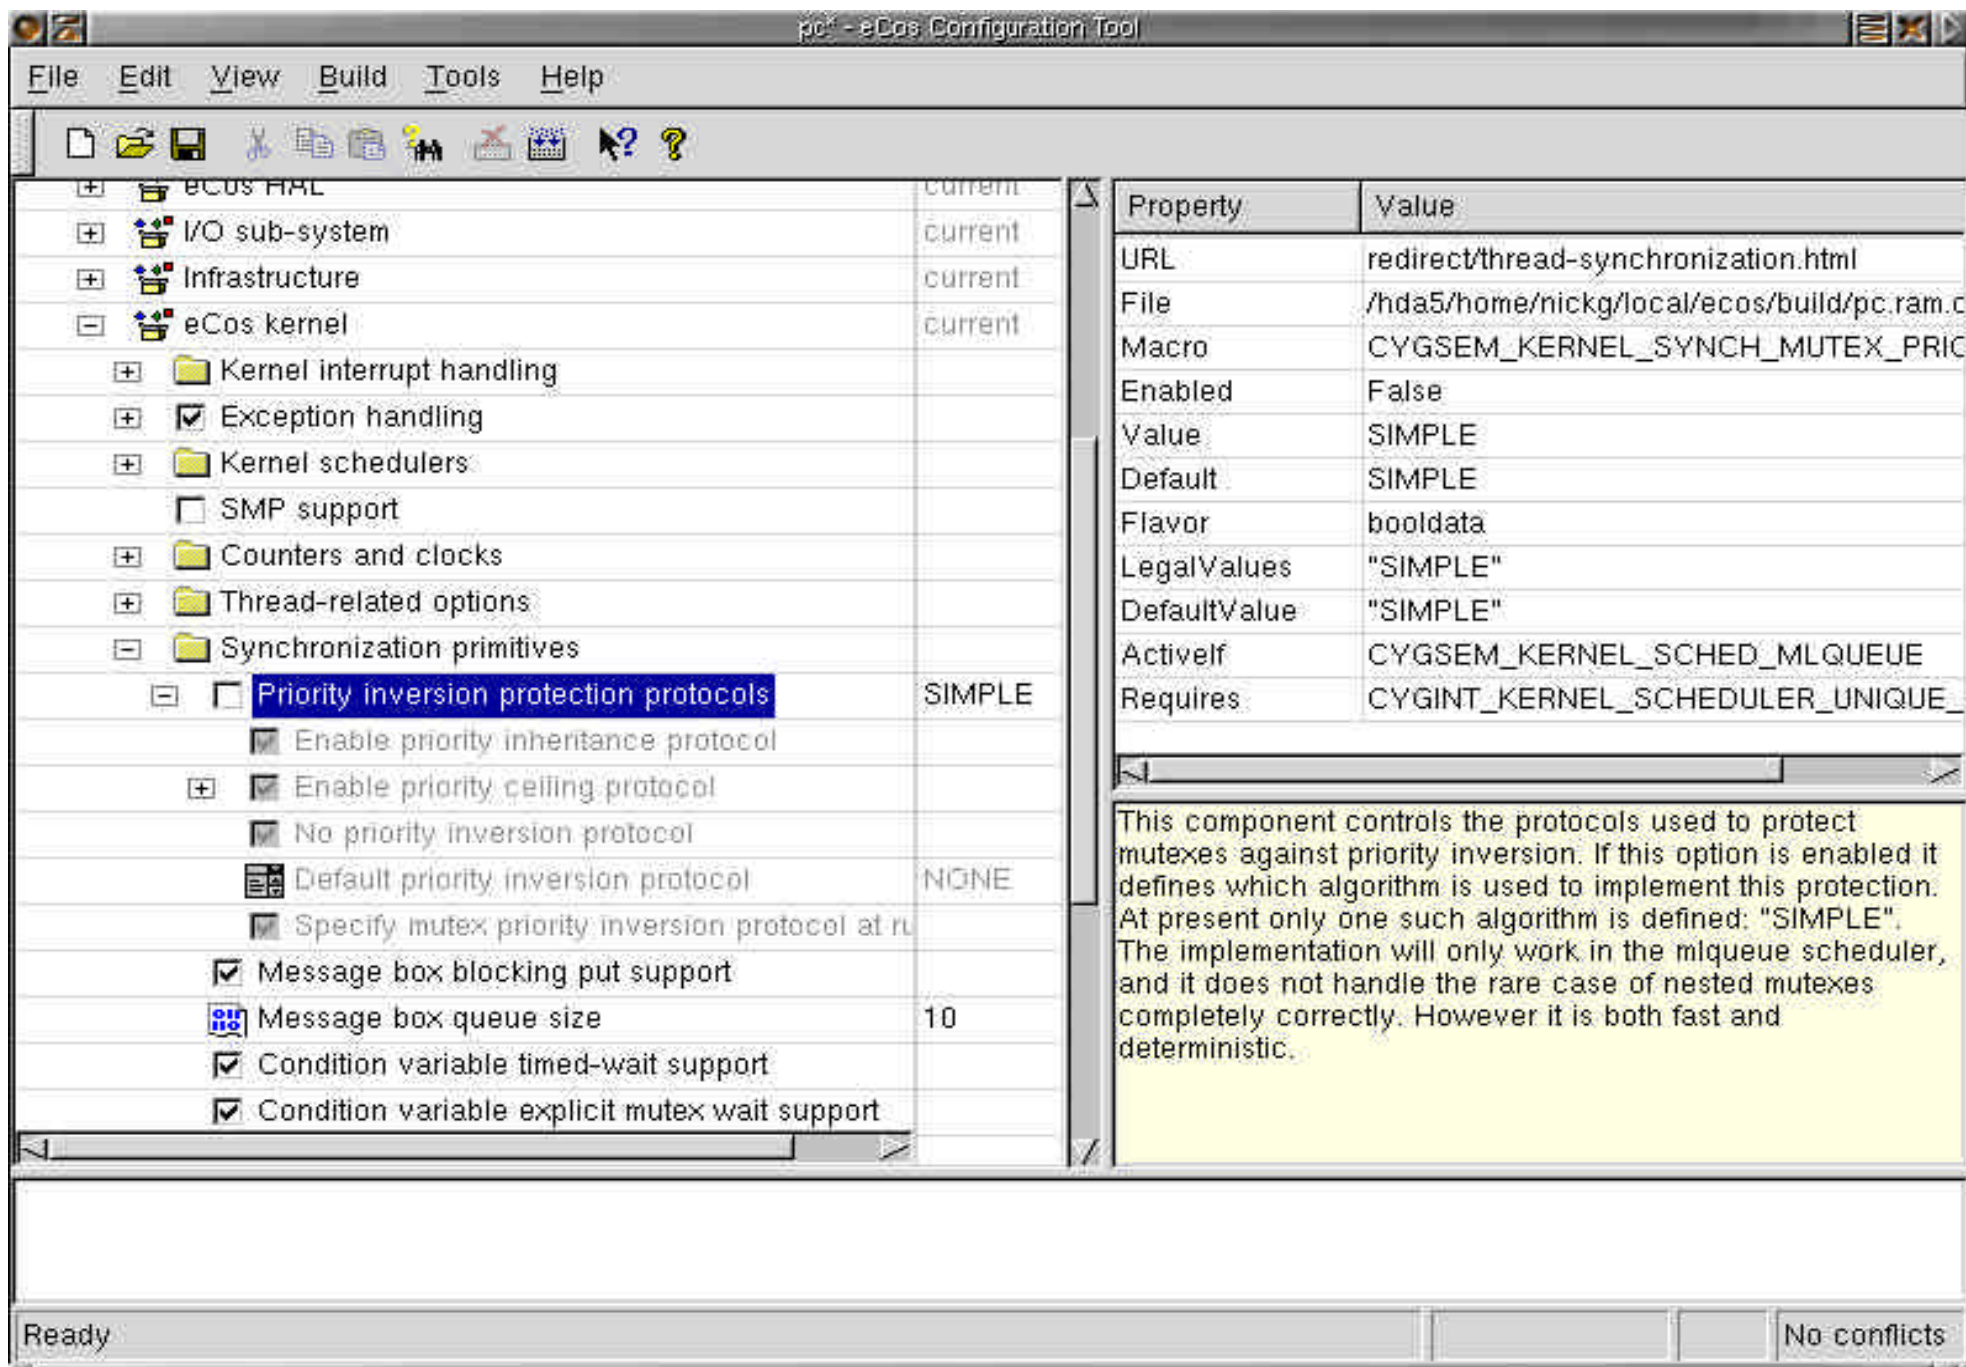 pc* - eCos Configuration Tool
File Edit View Build Tools Help
eCos HAL current
I/O sub-system current
Infrastructure current
eCos kernel current
Kernel interrupt handling
Exception handling
Kernel schedulers
SMP support
Counters and clocks
Thread-related options
Synchronization primitives
Priority inversion protection protocols SIMPLE
Enable priority inheritance protocol
Enable priority ceiling protocol
No priority inversion protocol
Default priority inversion protocol NONE
Specify mutex priority inversion protocol at ru
Message box blocking put support
Message box queue size 10
Condition variable timed-wait support
Condition variable explicit mutex wait support
Property Value
URL redirect/thread-synchronization.html
File /hda5/home/nickg/local/ecos/build/pc.ram.c
Macro CYGSEM_KERNEL_SYNCH_MUTEX_PRIO
Enabled False
Value SIMPLE
Default SIMPLE
Flavor booldata
LegalValues "SIMPLE"
DefaultValue "SIMPLE"
ActiveIf CYGSEM_KERNEL_SCHED_MLQUEUE
Requires CYGINT_KERNEL_SCHEDULER_UNIQUE_
This component controls the protocols used to protect
mutexes against priority inversion. If this option is enabled it
defines which algorithm is used to implement this protection.
At present only one such algorithm is defined: "SIMPLE".
The implementation will only work in the mlqueue scheduler,
and it does not handle the rare case of nested mutexes
completely correctly. However it is both fast and
deterministic.
Ready No conflicts